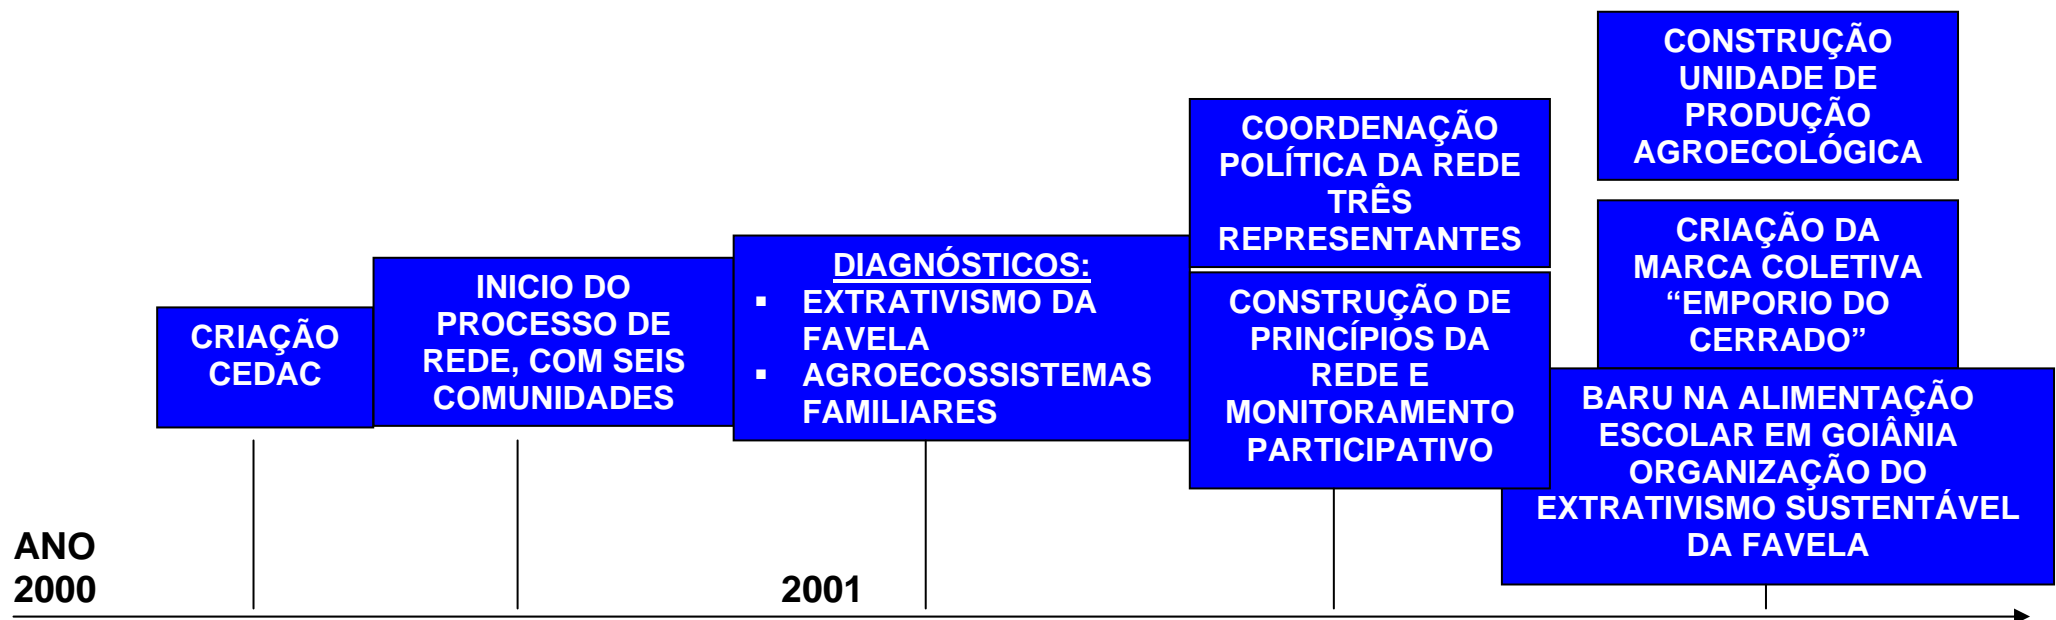 CRIAÇÃO
CEDAC
INICIO DO
PROCESSO DE
REDE, COM SEIS
COMUNIDADES
DIAGNÓSTICOS:
▪ EXTRATIVISMO DA
FAVELA
▪ AGROECOSSISTEMAS
FAMILIARES
COORDENAÇÃO
POLÍTICA DA REDE
TRÊS
REPRESENTANTES
CONSTRUÇÃO DE
PRINCÍPIOS DA
REDE E
MONITORAMENTO
PARTICIPATIVO
CONSTRUÇÃO
UNIDADE DE
PRODUÇÃO
AGROECOLÓGICA
CRIAÇÃO DA
MARCA COLETIVA
“EMPORIO DO
CERRADO”
BARU NA ALIMENTAÇÃO
ESCOLAR EM GOIÂNIA
ORGANIZAÇÃO DO
EXTRATIVISMO SUSTENTÁVEL
DA FAVELA
ANO
2000
2001